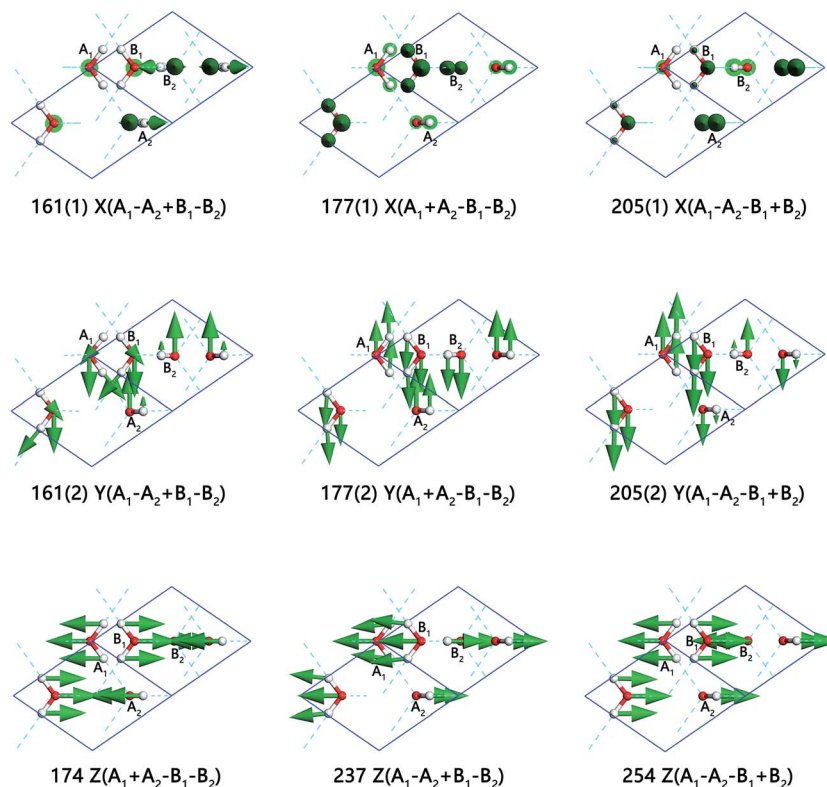 A₁ B₁ B₂ A₂
161(1) X(A₁-A₂+B₁-B₂)
A₁ B₁ B₂ A₂
177(1) X(A₁+A₂-B₁-B₂)
A₁ B₁ B₂ A₂
205(1) X(A₁-A₂-B₁+B₂)
A₁ B₁ B₂ A₂
161(2) Y(A₁-A₂+B₁-B₂)
A₁ B₁ B₂ A₂
177(2) Y(A₁+A₂-B₁-B₂)
A₁ B₁ B₂ A₂
205(2) Y(A₁-A₂-B₁+B₂)
B₁ B₂ A₁ A₂
174 Z(A₁+A₂-B₁-B₂)
B₁ B₂ A₁ A₂
237 Z(A₁-A₂+B₁-B₂)
B₁ B₂ A₁ A₂
254 Z(A₁-A₂-B₁+B₂)